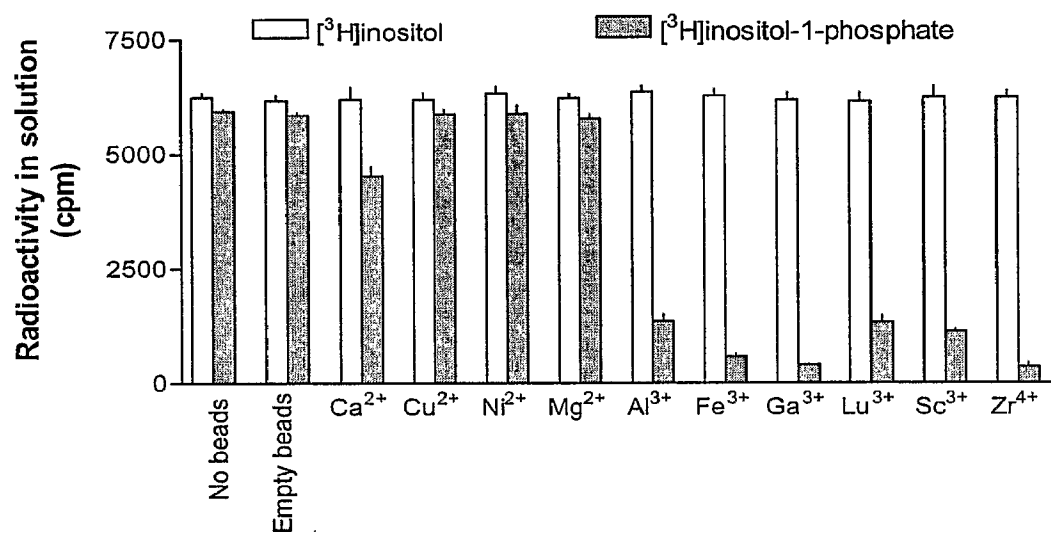 [³H]inositol
[³H]inositol-1-phosphate
Radioactivity in solution
(cpm)
7500
5000
2500
0
No beads
Empty beads
Ca²⁺
Cu²⁺
Ni²⁺
Mg²⁺
Al³⁺
Fe³⁺
Ga³⁺
Lu³⁺
Sc³⁺
Zr⁴⁺